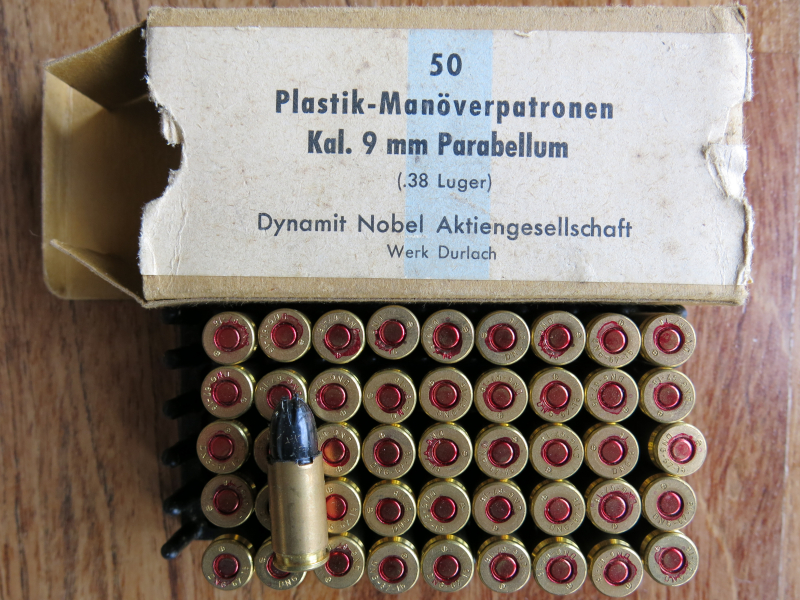 50
Plastik-Manöverpatronen
Kal. 9 mm Parabellum
(.38 Luger)
Dynamit Nobel Aktiengesellschaft
Werk Durlach